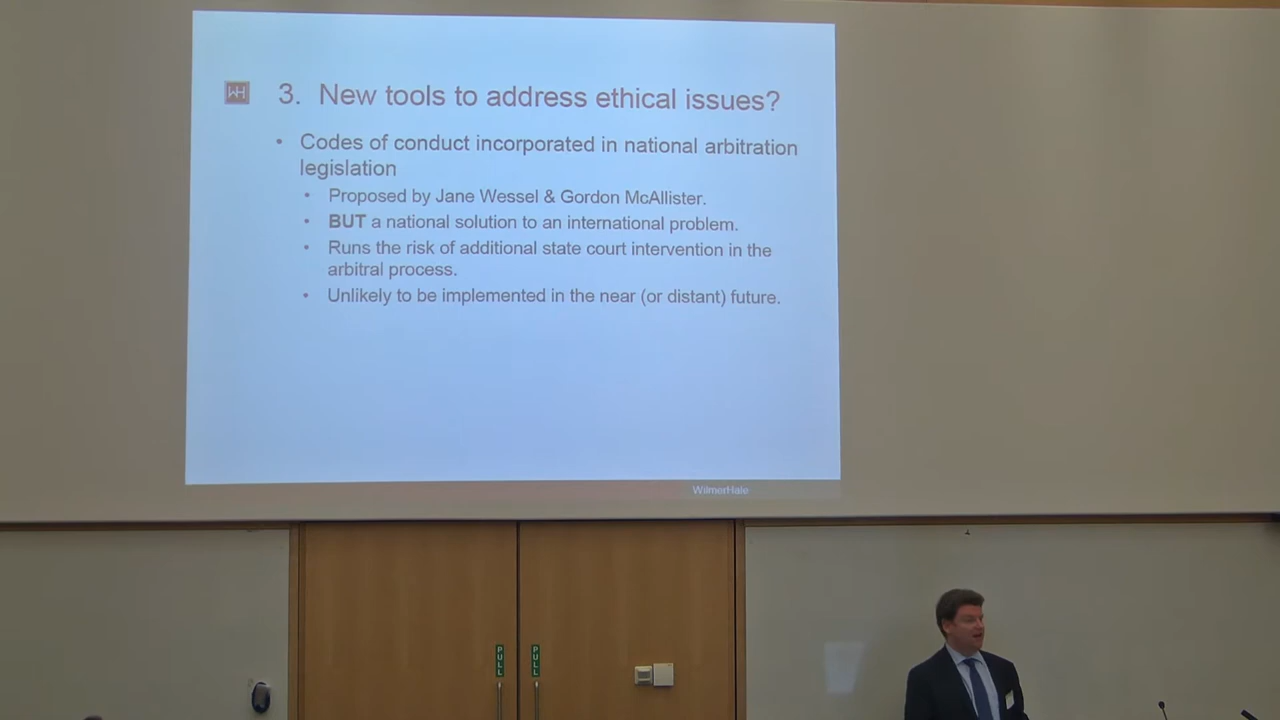 WH
3. New tools to address ethical issues?
• Codes of conduct incorporated in national arbitration
legislation
• Proposed by Jane Wessel & Gordon McAllister.
• BUT a national solution to an international problem.
• Runs the risk of additional state court intervention in the
arbitral process.
• Unlikely to be implemented in the near (or distant) future.
WilmerHale
PULL
PULL